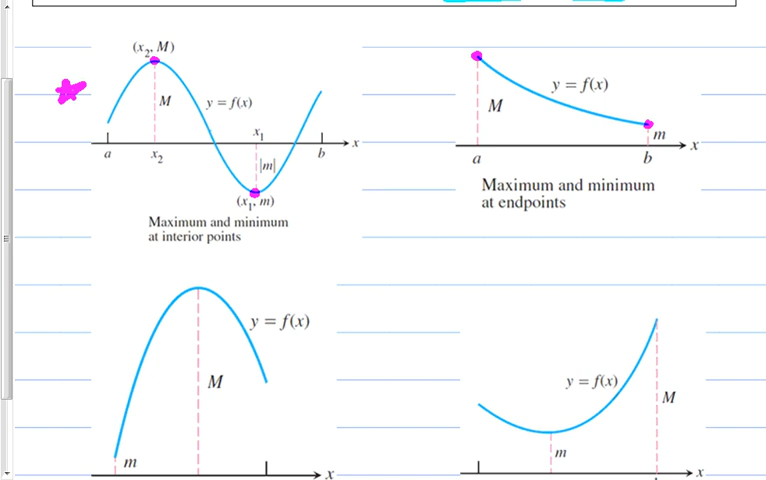 (x₂, M)
M
y = f(x)
x₁
a
x₂
|m|
b
x
(x₁, m)
Maximum and minimum
at interior points
y = f(x)
M
m
x
a
b
Maximum and minimum
at endpoints
y = f(x)
M
m
x
y = f(x)
M
m
x